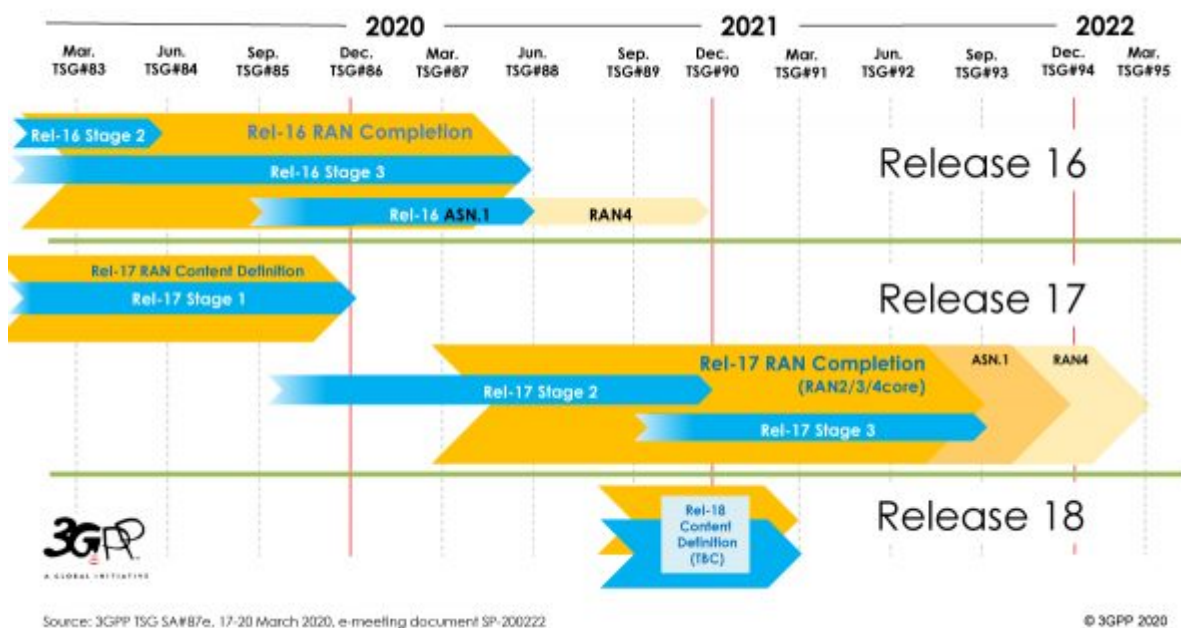 2020 2021 2022
Mar. Jun. Sep. Dec. Mar. Jun. Sep. Dec. Mar. Jun. Sep. Dec. Mar.
TSG#83 TSG#84 TSG#85 TSG#86 TSG#87 TSG#88 TSG#89 TSG#90 TSG#91 TSG#92 TSG#93 TSG#94 TSG#95
Rel-16 Stage 2
Rel-16 RAN Completion
Release 16
Rel-16 Stage 3
Rel-16 ASN.1
RAN4
Rel-17 RAN Content Definition
Rel-17 Stage 1
Release 17
Rel-17 RAN Completion
(RAN2/3/4core)
ASN.1
RAN4
Rel-17 Stage 2
Rel-17 Stage 3
Rel-18
Content
Definition
(TBC)
Release 18
3GPP
A GLOBAL INITIATIVE
Source: 3GPP TSG SA#87e, 17-20 March 2020, e-meeting document SP-200222
© 3GPP 2020